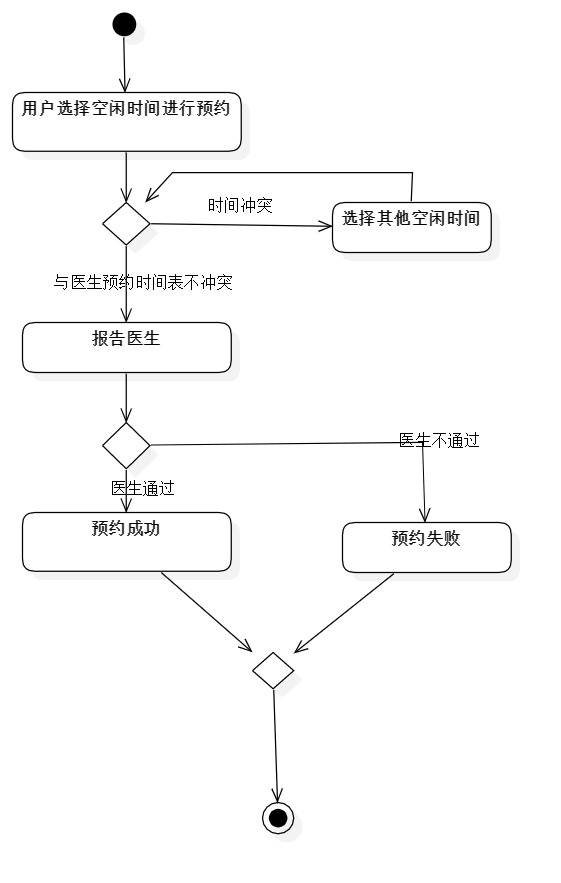 用户选择空闲时间进行预约
时间冲突
选择其他空闲时间
与医生预约时间表不冲突
报告医生
医生不通过
医生通过
预约成功
预约失败